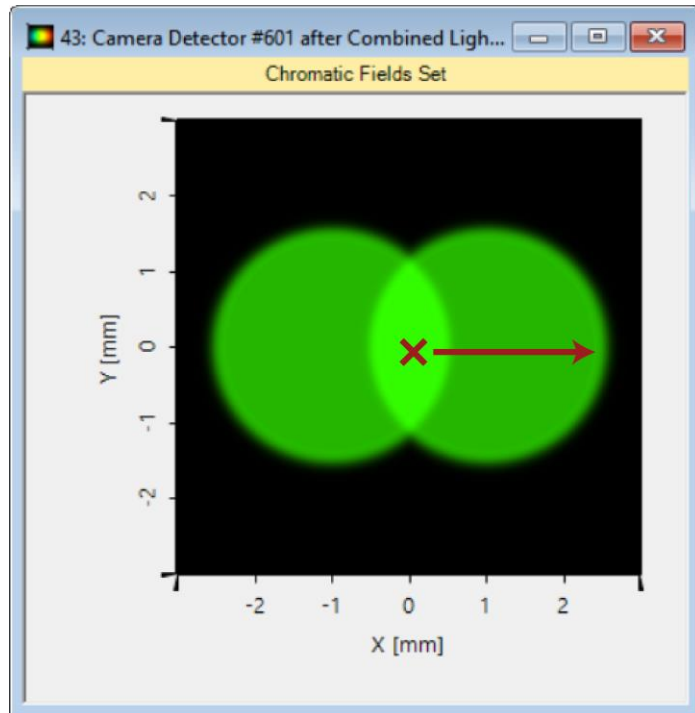 43: Camera Detector #601 after Combined Ligh...
Chromatic Fields Set
2
1
0
-1
-2
Y [mm]
-2 -1 0 1 2
X [mm]